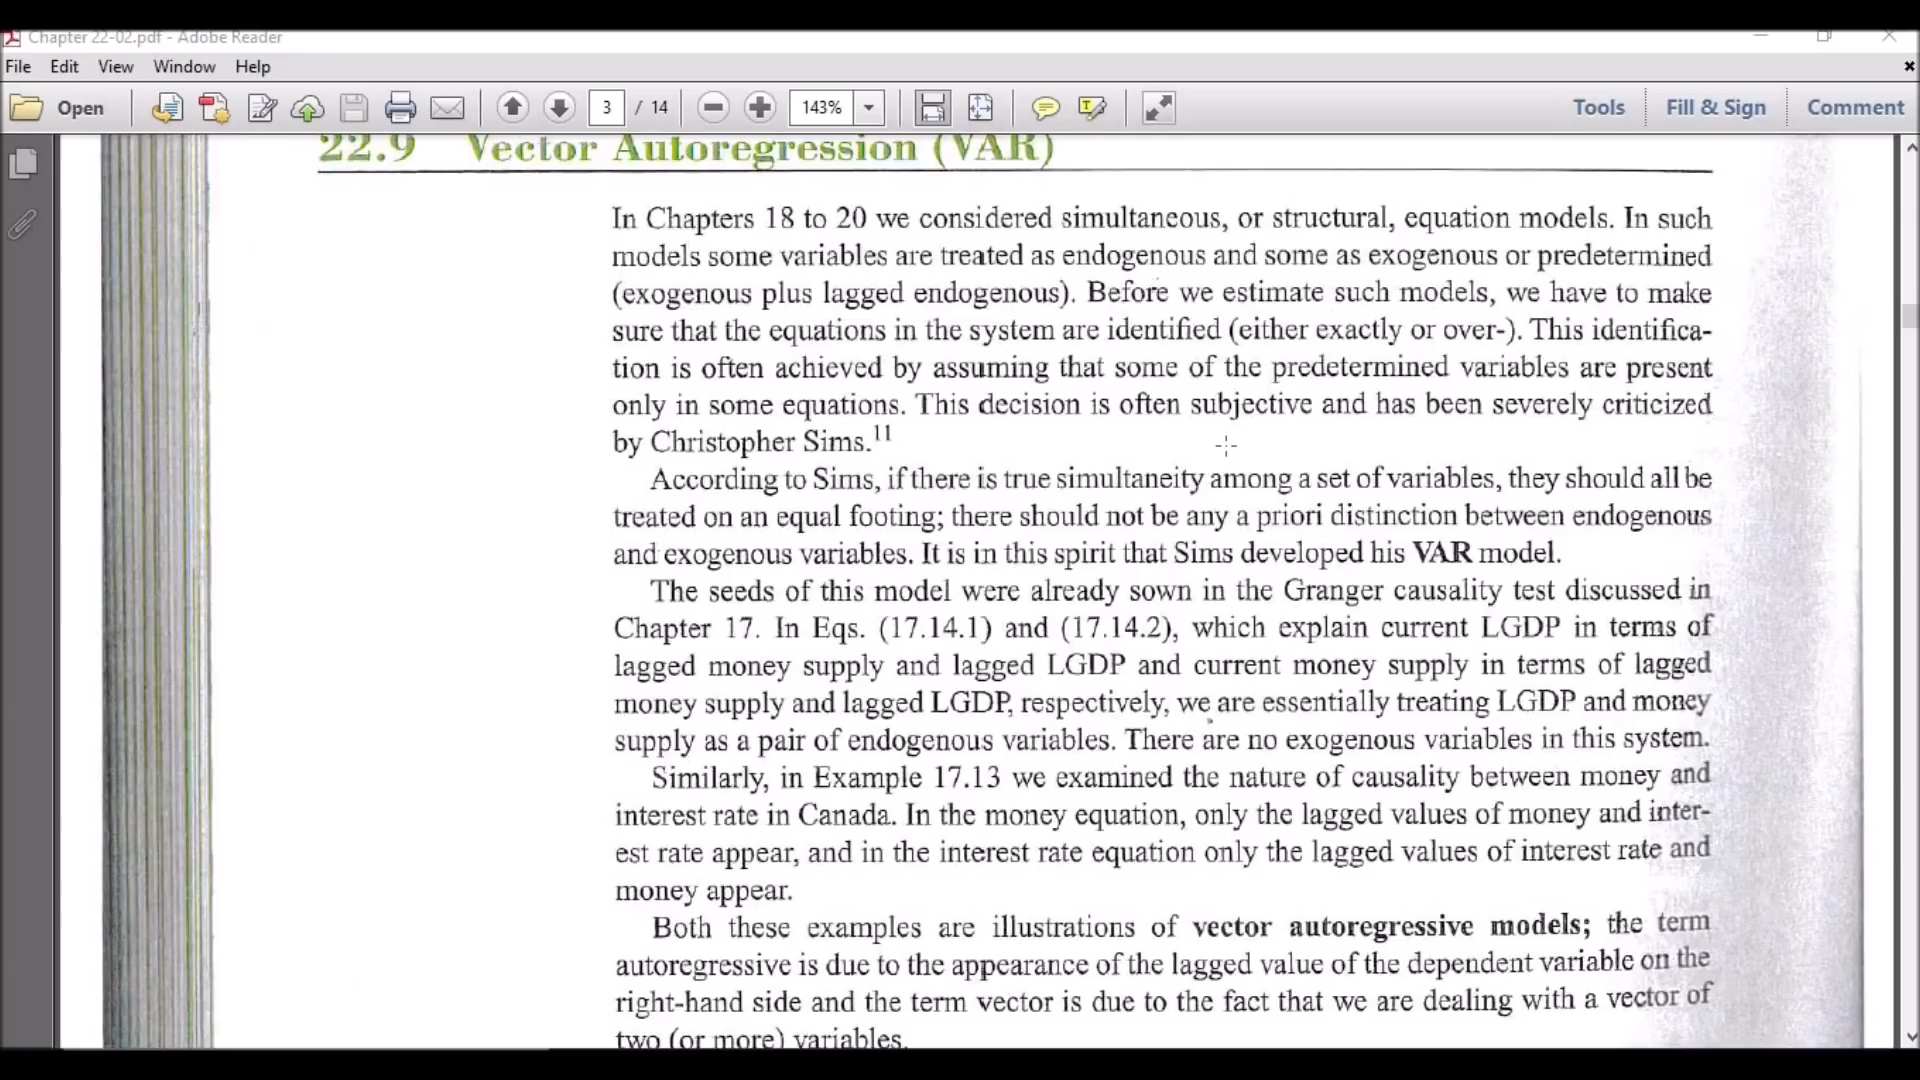 Chapter 22-02.pdf - Adobe Reader
File Edit View Window Help
Open 3 / 14 143% Tools Fill & Sign Comment
22.9 Vector Autoregression (VAR)
In Chapters 18 to 20 we considered simultaneous, or structural, equation models. In such
models some variables are treated as endogenous and some as exogenous or predetermined
(exogenous plus lagged endogenous). Before we estimate such models, we have to make
sure that the equations in the system are identified (either exactly or over-). This identifica-
tion is often achieved by assuming that some of the predetermined variables are present
only in some equations. This decision is often subjective and has been severely criticized
by Christopher Sims.11
According to Sims, if there is true simultaneity among a set of variables, they should all be
treated on an equal footing; there should not be any a priori distinction between endogenous
and exogenous variables. It is in this spirit that Sims developed his VAR model.
The seeds of this model were already sown in the Granger causality test discussed in
Chapter 17. In Eqs. (17.14.1) and (17.14.2), which explain current LGDP in terms of
lagged money supply and lagged LGDP and current money supply in terms of lagged
money supply and lagged LGDP, respectively, we are essentially treating LGDP and money
supply as a pair of endogenous variables. There are no exogenous variables in this system.
Similarly, in Example 17.13 we examined the nature of causality between money and
interest rate in Canada. In the money equation, only the lagged values of money and inter-
est rate appear, and in the interest rate equation only the lagged values of interest rate and
money appear.
Both these examples are illustrations of vector autoregressive models; the term
autoregressive is due to the appearance of the lagged value of the dependent variable on the
right-hand side and the term vector is due to the fact that we are dealing with a vector of
two (or more) variables.